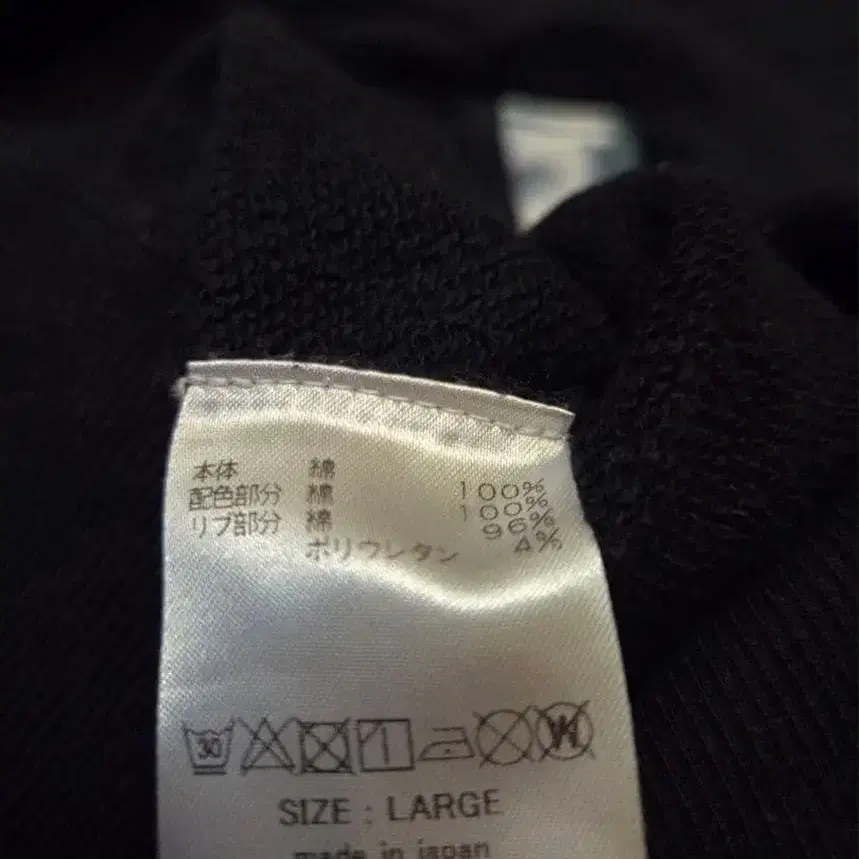 本体 綿 100%
配色部分 綿 100%
リブ部分 綿 96%
ポリウレタン 4%
30
W
SIZE : LARGE
made in japan